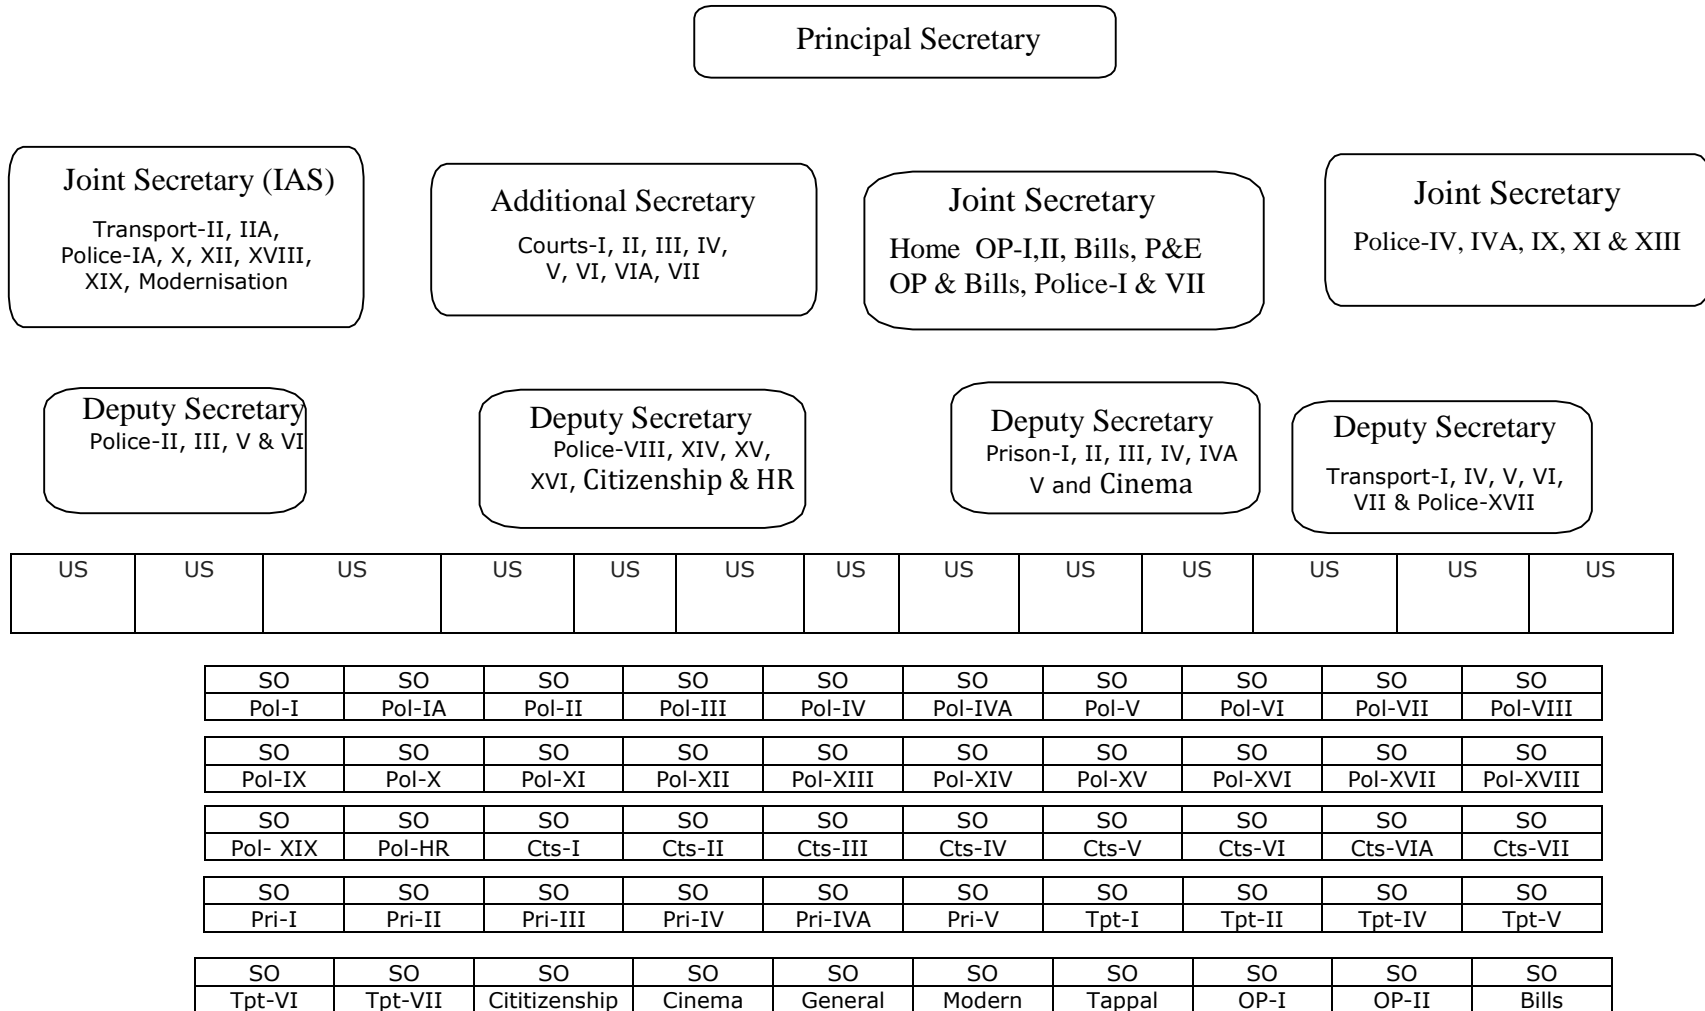 Principal Secretary
Joint Secretary (IAS)
Transport-II, IIA,
Police-IA, X, XII, XVIII,
XIX, Modernisation
Additional Secretary
Courts-I, II, III, IV,
V, VI, VIA, VII
Joint Secretary
Home OP-I,II, Bills, P&E
OP & Bills, Police-I & VII
Joint Secretary
Police-IV, IVA, IX, XI & XIII
Deputy Secretary
Police-II, III, V & VI
Deputy Secretary
Police-VIII, XIV, XV,
XVI, Citizenship & HR
Deputy Secretary
Prison-I, II, III, IV, IVA
V and Cinema
Deputy Secretary
Transport-I, IV, V, VI,
VII & Police-XVII
US US US US US US US US US US US US US
SO SO SO SO SO SO SO SO SO SO
Pol-I Pol-IA Pol-II Pol-III Pol-IV Pol-IVA Pol-V Pol-VI Pol-VII Pol-VIII
SO SO SO SO SO SO SO SO SO SO
Pol-IX Pol-X Pol-XI Pol-XII Pol-XIII Pol-XIV Pol-XV Pol-XVI Pol-XVII Pol-XVIII
SO SO SO SO SO SO SO SO SO SO
Pol- XIX Pol-HR Cts-I Cts-II Cts-III Cts-IV Cts-V Cts-VI Cts-VIA Cts-VII
SO SO SO SO SO SO SO SO SO SO
Pri-I Pri-II Pri-III Pri-IV Pri-IVA Pri-V Tpt-I Tpt-II Tpt-IV Tpt-V
SO SO SO SO SO SO SO SO SO SO
Tpt-VI Tpt-VII Cititizenship Cinema General Modern Tappal OP-I OP-II Bills